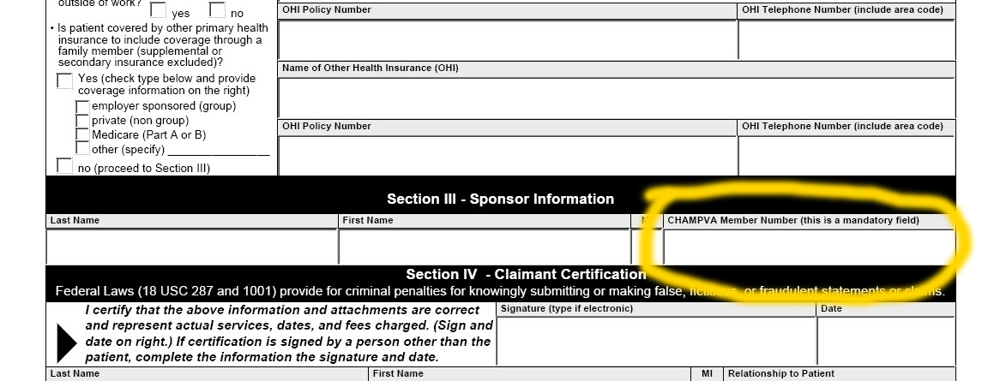 outside of work?
yes
no
• Is patient covered by other primary health
insurance to include coverage through a
family member (supplemental or
secondary insurance excluded)?
Yes (check type below and provide
coverage information on the right)
employer sponsored (group)
private (non group)
Medicare (Part A or B)
other (specify)
no (proceed to Section III)
OHI Policy Number
OHI Telephone Number (include area code)
Name of Other Health Insurance (OHI)
OHI Policy Number
OHI Telephone Number (include area code)
Section III - Sponsor Information
Last Name
First Name
CHAMPVA Member Number (this is a mandatory field)
Section IV - Claimant Certification
Federal Laws (18 USC 287 and 1001) provide for criminal penalties for knowingly submitting or making false, fictitious, or fraudulent statements or claims.
I certify that the above information and attachments are correct
and represent actual services, dates, and fees charged. (Sign and
date on right.) If certification is signed by a person other than the
patient, complete the information the signature and date.
Signature (type if electronic)
Date
Last Name
First Name
MI
Relationship to Patient